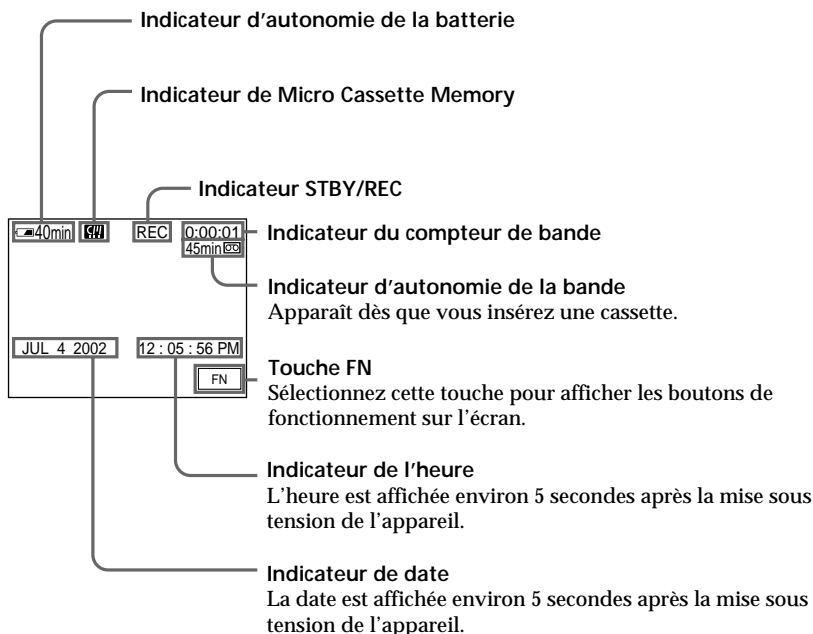 Indicateur d'autonomie de la batterie
Indicateur de Micro Cassette Memory
Indicateur STBY/REC
40min REC 0:00:01
45min
Indicateur du compteur de bande
Indicateur d'autonomie de la bande
Apparaît dès que vous insérez une cassette.
JUL 4 2002 12 : 05 : 56 PM
FN
Touche FN
Sélectionnez cette touche pour afficher les boutons de
fonctionnement sur l'écran.
Indicateur de l'heure
L'heure est affichée environ 5 secondes après la mise sous
tension de l'appareil.
Indicateur de date
La date est affichée environ 5 secondes après la mise sous
tension de l'appareil.